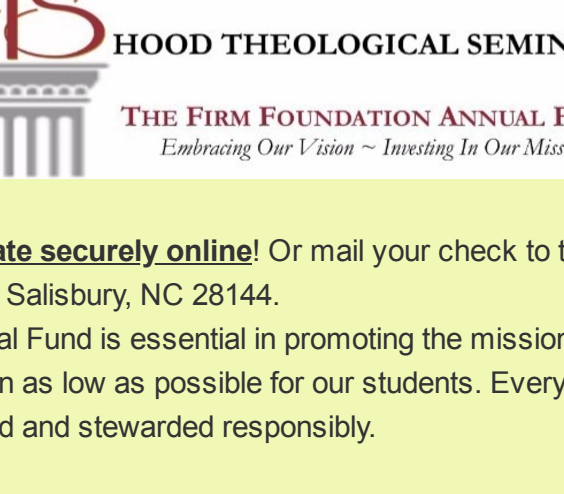 HOOD THEOLOGICAL SEMIN
THE FIRM FOUNDATION ANNUAL F
Embracing Our Vision ~ Investing In Our Miss
ate securely online! Or mail your check to t
Salisbury, NC 28144.
al Fund is essential in promoting the mission
n as low as possible for our students. Every
d and stewarded responsibly.